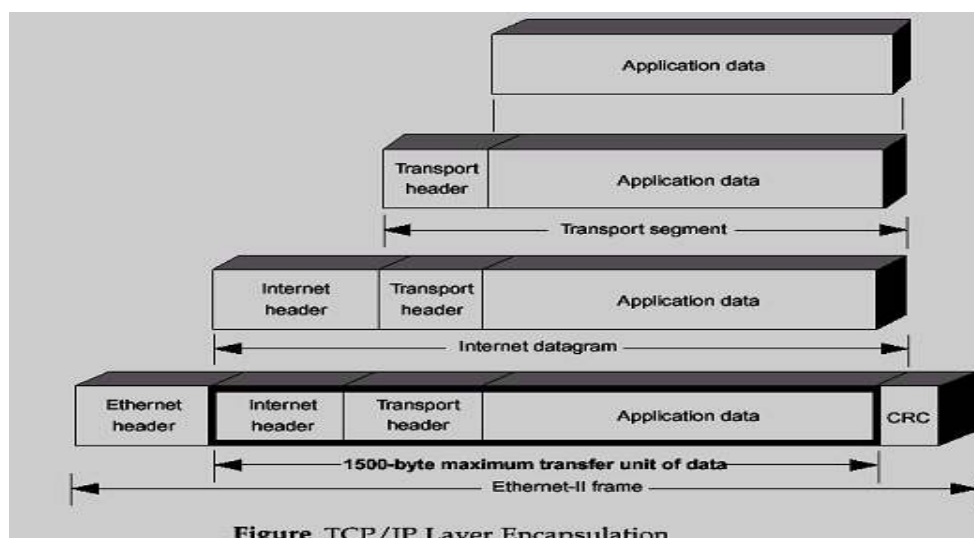 Application data
Transport header
Application data
Transport segment
Internet header
Transport header
Application data
Internet datagram
Ethernet header
Internet header
Transport header
Application data
CRC
1500-byte maximum transfer unit of data
Ethernet-II frame
Figure TCP/IP Layer Encapsulation